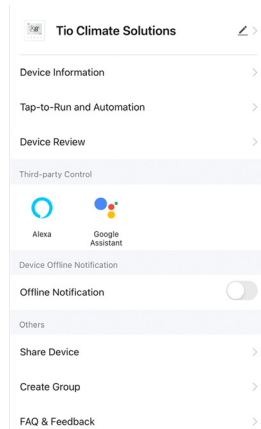 Tio Climate Solutions
Device Information
Tap-to-Run and Automation
Device Review
Third-party Control
Alexa
Google
Assistant
Device Offline Notification
Offline Notification
Others
Share Device
Create Group
FAQ & Feedback